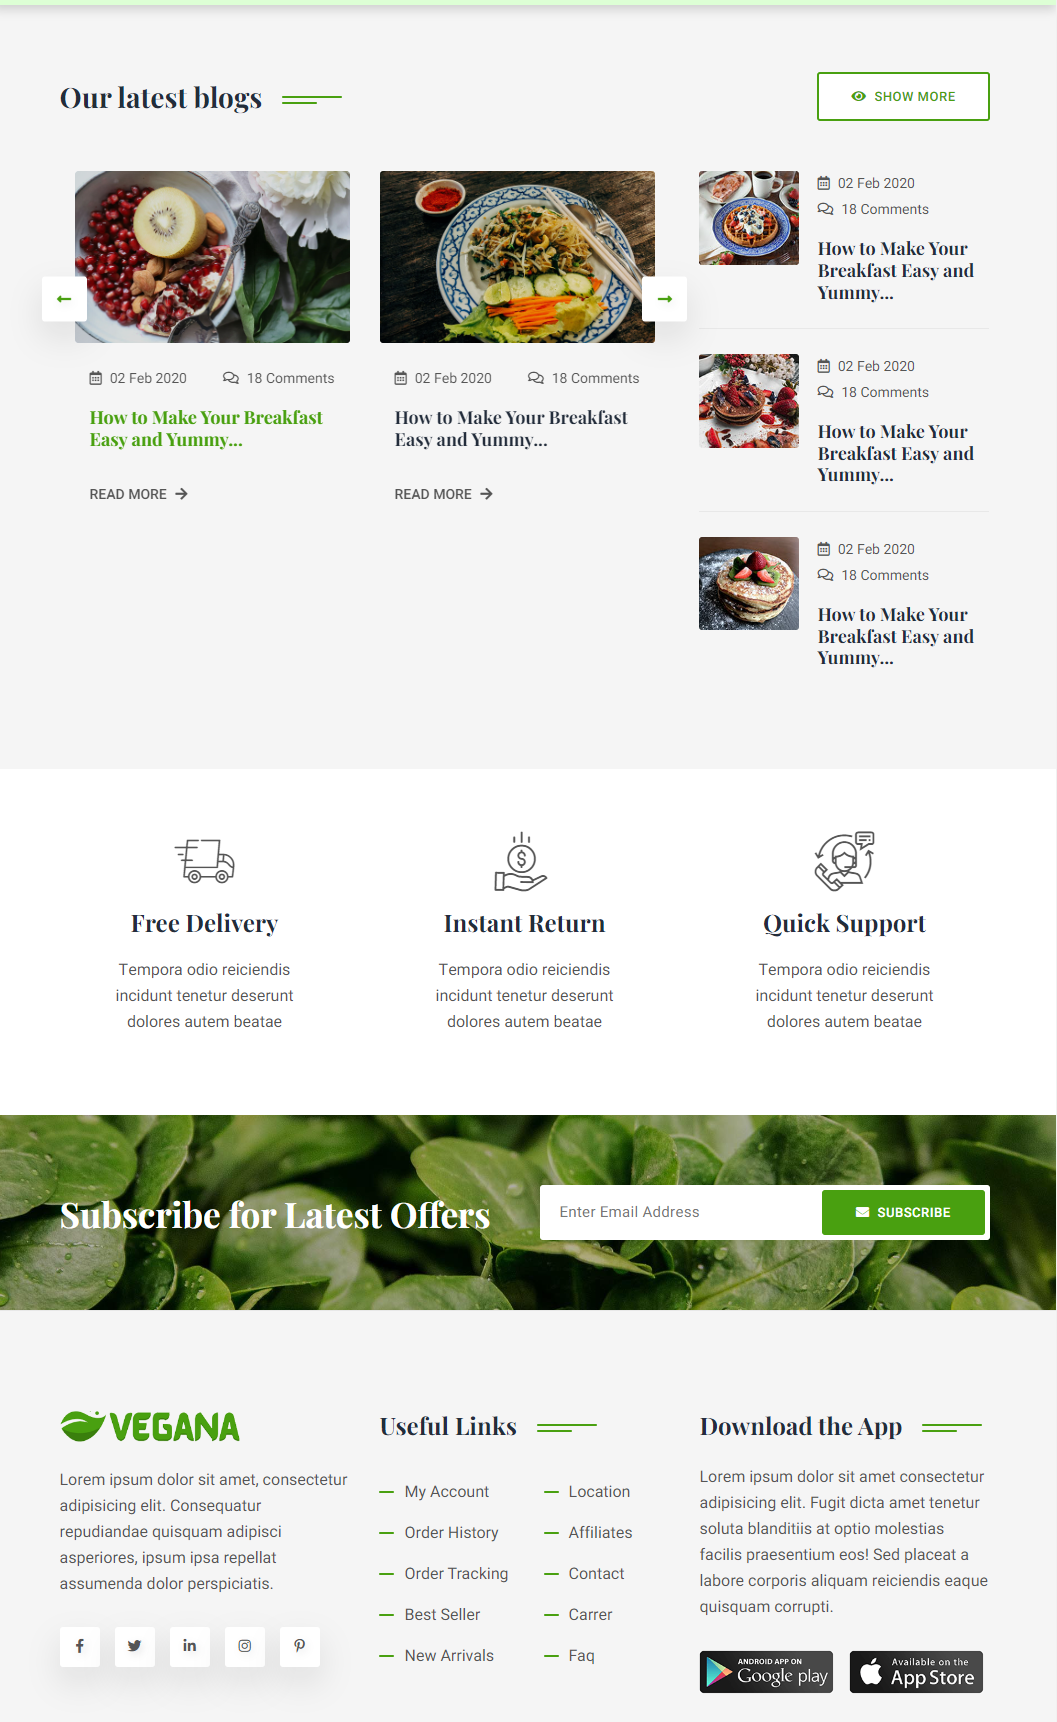 Our latest blogs
SHOW MORE
02 Feb 2020
18 Comments
How to Make Your Breakfast
Easy and Yummy...
READ MORE
02 Feb 2020
18 Comments
How to Make Your Breakfast
Easy and Yummy...
READ MORE
02 Feb 2020
18 Comments
How to Make Your
Breakfast Easy and
Yummy...
02 Feb 2020
18 Comments
How to Make Your
Breakfast Easy and
Yummy...
02 Feb 2020
18 Comments
How to Make Your
Breakfast Easy and
Yummy...
Free Delivery
Tempora odio reiciendis
incidunt tenetur deserunt
dolores autem beatae
Instant Return
Tempora odio reiciendis
incidunt tenetur deserunt
dolores autem beatae
Quick Support
Tempora odio reiciendis
incidunt tenetur deserunt
dolores autem beatae
Subscribe for Latest Offers
Enter Email Address
SUBSCRIBE
VEGANA
Lorem ipsum dolor sit amet, consectetur
adipisicing elit. Consequatur
repudiandae quisquam adipisci
asperiores, ipsum ipsa repellat
assumenda dolor perspiciatis.
Useful Links
My Account
Order History
Order Tracking
Best Seller
New Arrivals
Location
Affiliates
Contact
Carrer
Faq
Download the App
Lorem ipsum dolor sit amet consectetur
adipisicing elit. Fugit dicta amet tenetur
soluta blanditiis at optio molestias
facilis praesentium eos! Sed placeat a
labore corporis aliquam reiciendis eaque
quisquam corrupti.
ANDROID APP ON
Google play
Available on the
App Store